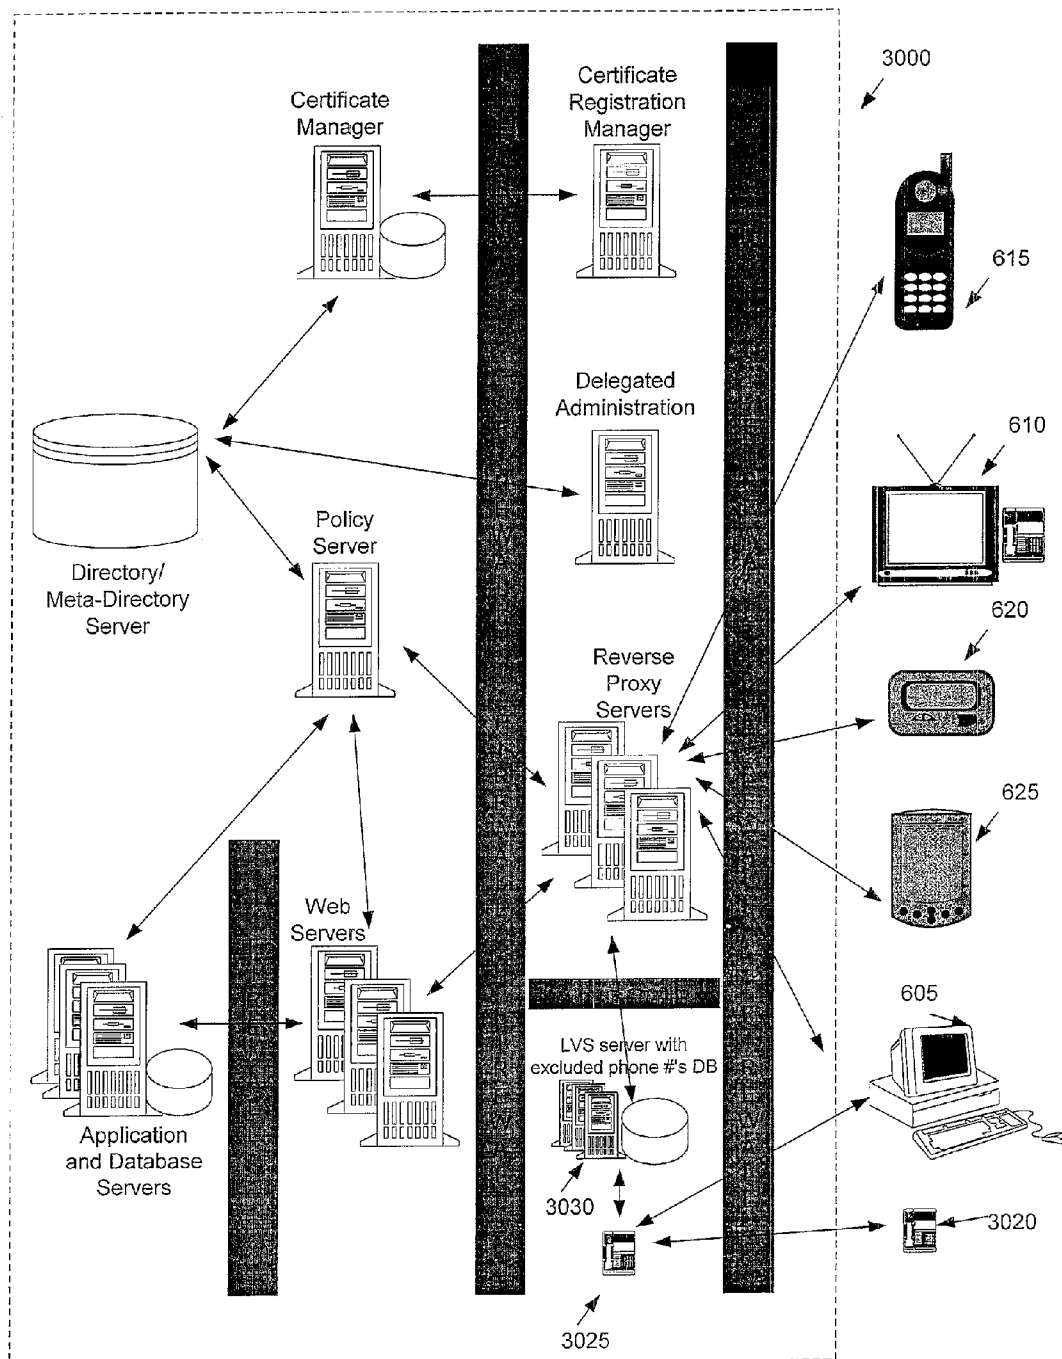 3000
Certificate
Manager
Certificate
Registration
Manager
615
Delegated
Administration
610
Directory/
Meta-Directory
Server
Policy
Server
620
Reverse
Proxy
Servers
625
Web
Servers
605
LVS server with
excluded phone #'s DB
Application
and Database
Servers
3030
3020
3025